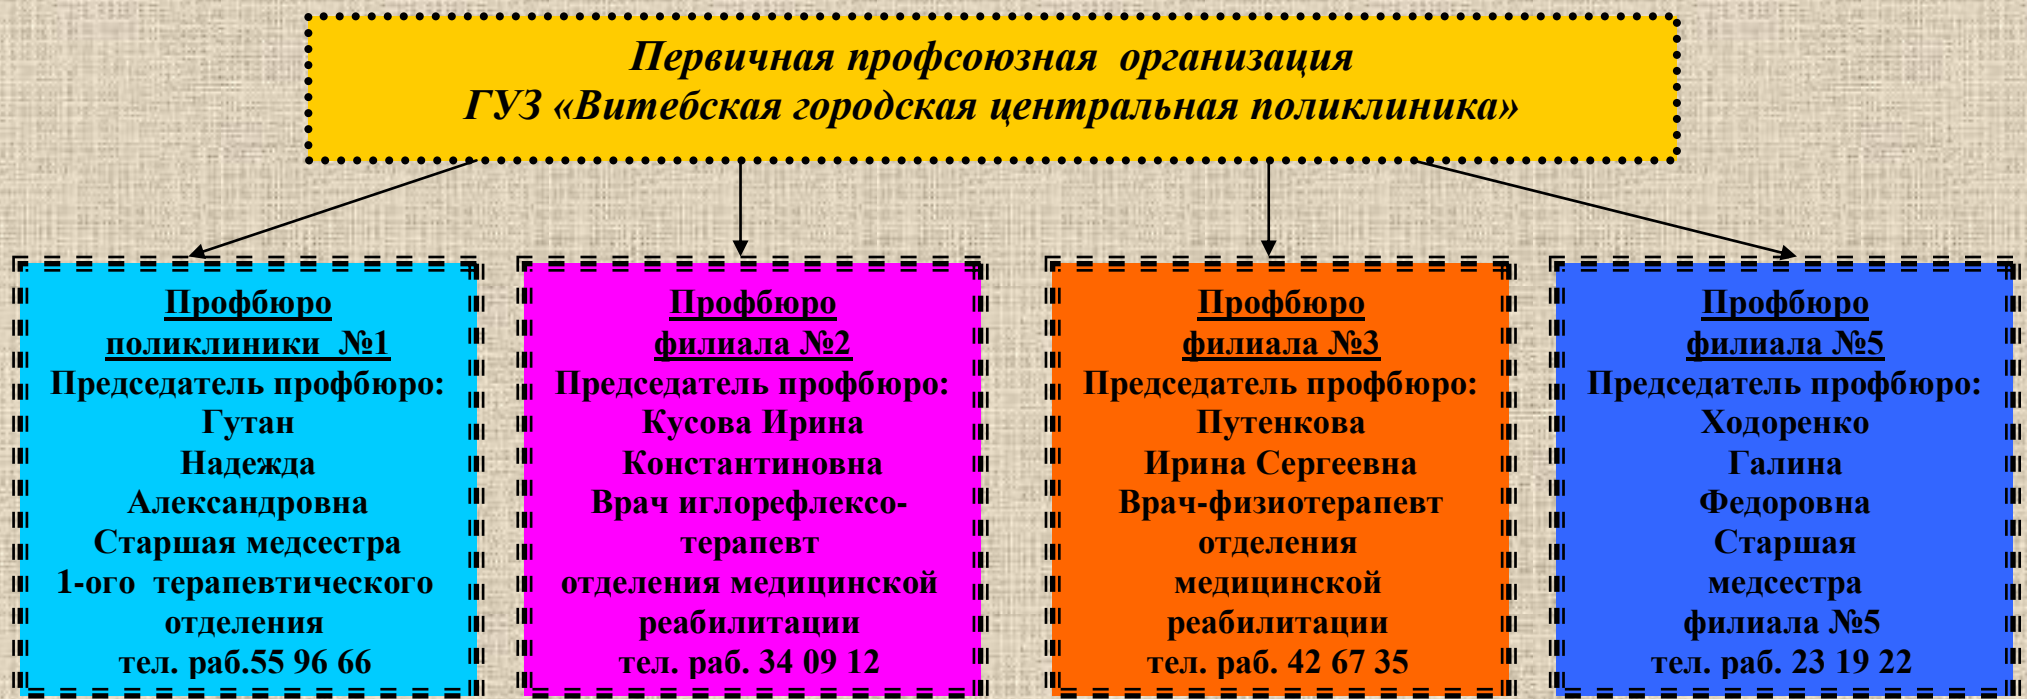 Первичная профсоюзная организация
ГУЗ «Витебская городская центральная поликлиника»
Профбюро
поликлиники №1
Председатель профбюро:
Гутан
Надежда
Александровна
Старшая медсестра
1-ого терапевтического
отделения
тел. раб.55 96 66
Профбюро
филиала №2
Председатель профбюро:
Кусова Ирина
Константиновна
Врач иглорефлексо-
терапевт
отделения медицинской
реабилитации
тел. раб. 34 09 12
Профбюро
филиала №3
Председатель профбюро:
Путенкова
Ирина Сергеевна
Врач-физиотерапевт
отделения
медицинской
реабилитации
тел. раб. 42 67 35
Профбюро
филиала №5
Председатель профбюро:
Ходоренко
Галина
Федоровна
Старшая
медсестра
филиала №5
тел. раб. 23 19 22